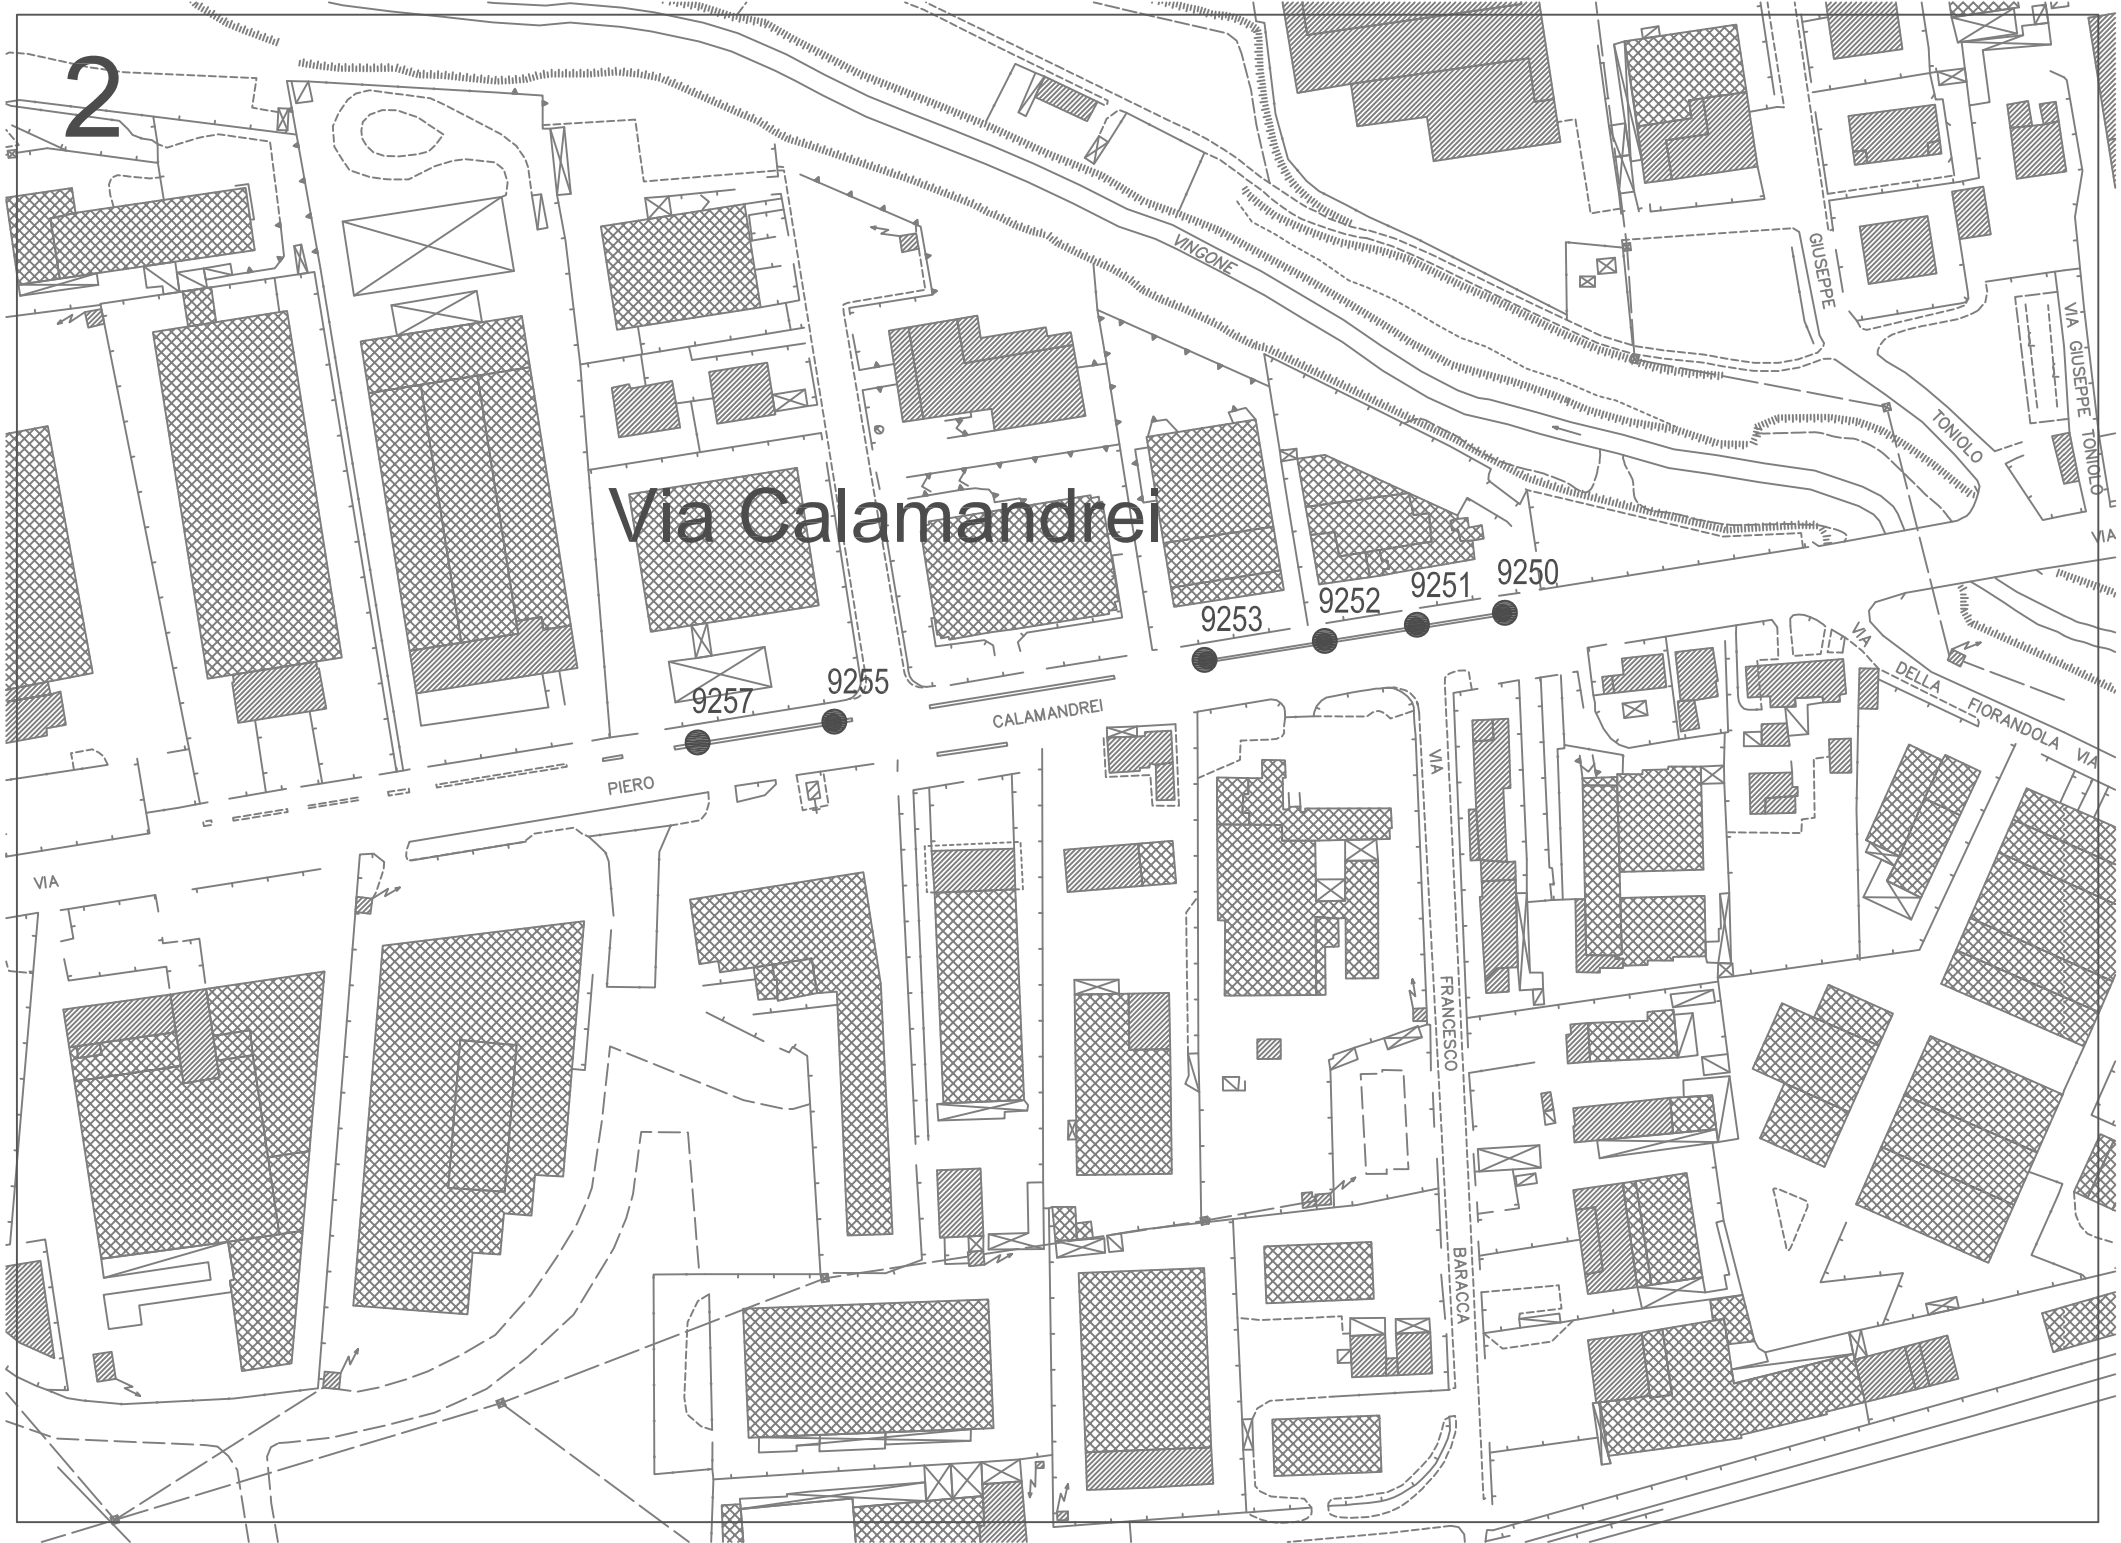 2
VINGONE
GIUSEPPE
VIA GIUSEPPE TONIOLO
TONIOLO
Via Calamandrei
VIA
9250
9251
9252
9253
9255
9257
VIA
DELLA
FIORANDOLA
VIA
CALAMANDREI
PIERO
VIA
VIA
FRANCESCO
BARACCA